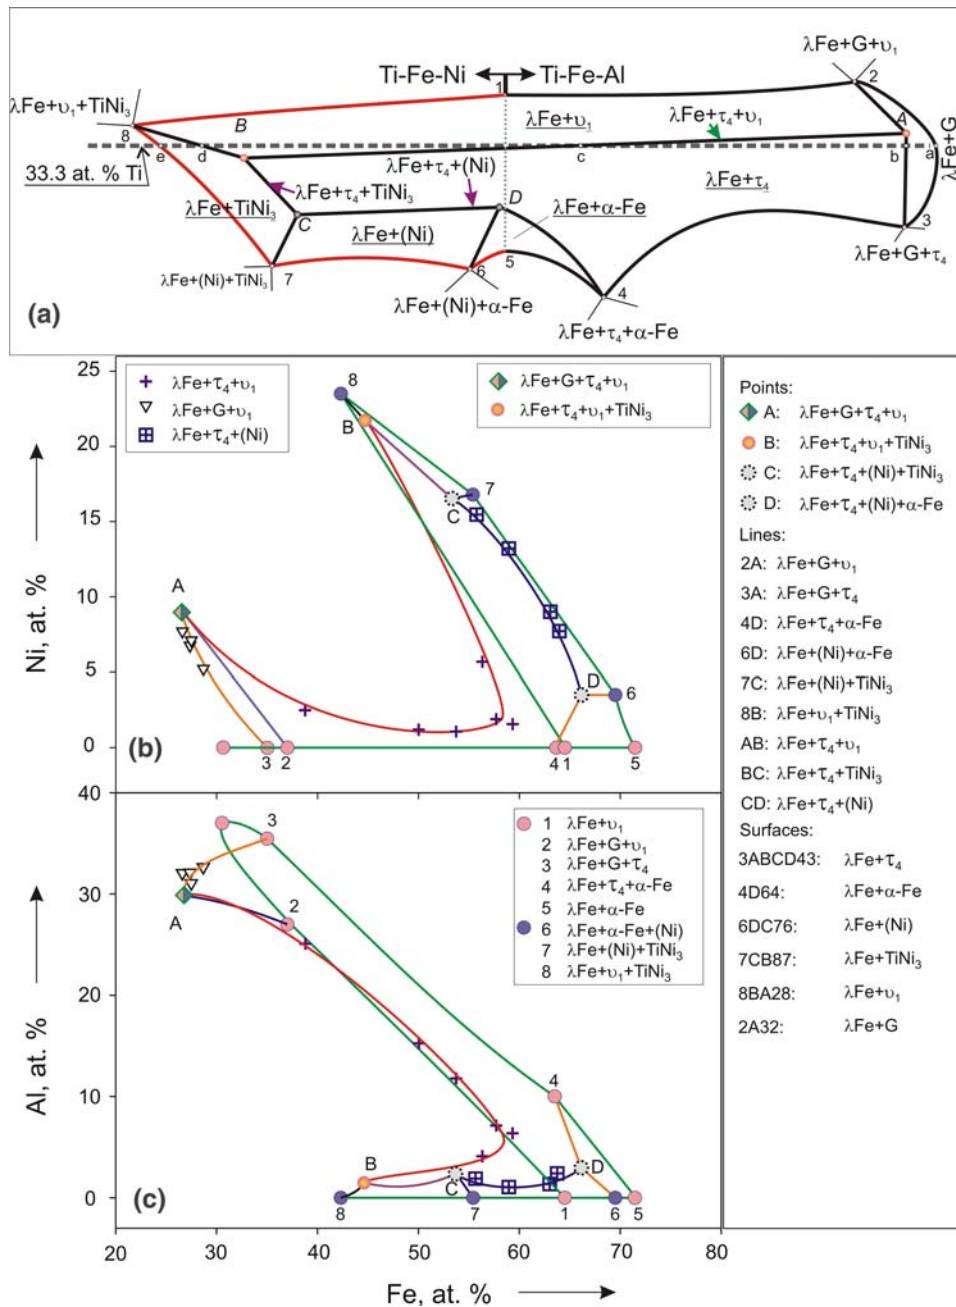 λFe+G+υ₁
Ti-Fe-Ni Ti-Fe-Al
1
2
λFe+υ₁+TiNi₃
8
B
λFe+υ₁
λFe+τ₄+υ₁
A
λFe+G
e
d
c
b
a
33.3 at. % Ti
λFe+τ₄+(Ni)
λFe+τ₄+TiNi₃
λFe+τ₄
λFe+TiNi₃
C
D
λFe+α-Fe
λFe+(Ni)
3
λFe+G+τ₄
λFe+(Ni)+TiNi₃
7
6
5
4
λFe+(Ni)+α-Fe
λFe+τ₄+α-Fe
(a)
25
20
15
10
5
0
Ni, at. %
λFe+τ₄+υ₁
λFe+G+υ₁
λFe+τ₄+(Ni)
λFe+G+τ₄+υ₁
λFe+τ₄+υ₁+TiNi₃
8
B
7
C
A
D
6
3
2
4
1
5
(b)
40
30
20
10
0
Al, at. %
3
A
2
4
B
C
D
8
7
1
6
5
1 λFe+υ₁
2 λFe+G+υ₁
3 λFe+G+τ₄
4 λFe+τ₄+α-Fe
5 λFe+α-Fe
6 λFe+α-Fe+(Ni)
7 λFe+(Ni)+TiNi₃
8 λFe+υ₁+TiNi₃
(c)
20 30 40 50 60 70 80
Fe, at. %
Points:
A: λFe+G+τ₄+υ₁
B: λFe+τ₄+υ₁+TiNi₃
C: λFe+τ₄+(Ni)+TiNi₃
D: λFe+τ₄+(Ni)+α-Fe
Lines:
2A: λFe+G+υ₁
3A: λFe+G+τ₄
4D: λFe+τ₄+α-Fe
6D: λFe+(Ni)+α-Fe
7C: λFe+(Ni)+TiNi₃
8B: λFe+υ₁+TiNi₃
AB: λFe+τ₄+υ₁
BC: λFe+τ₄+TiNi₃
CD: λFe+τ₄+(Ni)
Surfaces:
3ABCD43: λFe+τ₄
4D64: λFe+α-Fe
6DC76: λFe+(Ni)
7CB87: λFe+TiNi₃
8BA28: λFe+υ₁
2A32: λFe+G